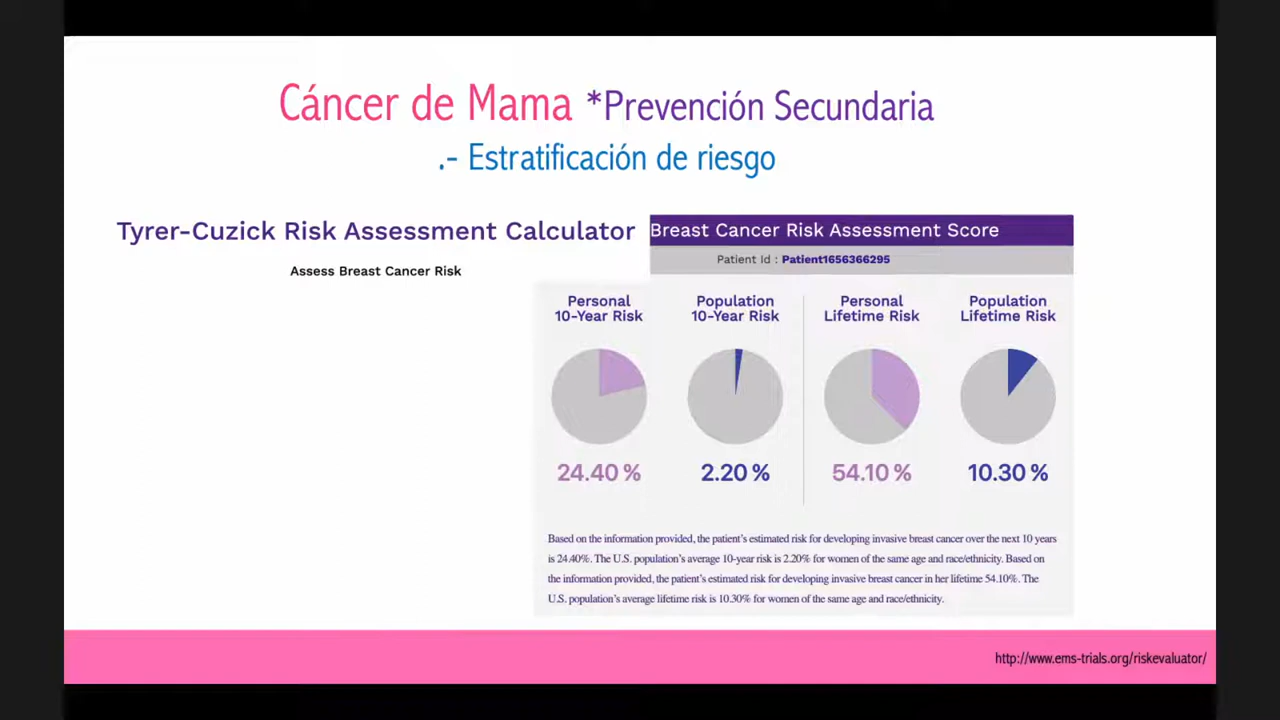 Cáncer de Mama *Prevención Secundaria
.- Estratificación de riesgo
Tyrer-Cuzick Risk Assessment Calculator
Assess Breast Cancer Risk
Breast Cancer Risk Assessment Score
Patient Id : Patient1656366295
Personal
10-Year Risk
24.40 %
Population
10-Year Risk
2.20 %
Personal
Lifetime Risk
54.10 %
Population
Lifetime Risk
10.30 %
Based on the information provided, the patient's estimated risk for developing invasive breast cancer over the next 10 years
is 24.40%. The U.S. population's average 10-year risk is 2.20% for women of the same age and race/ethnicity. Based on
the information provided, the patient's estimated risk for developing invasive breast cancer in her lifetime 54.10%. The
U.S. population's average lifetime risk is 10.30% for women of the same age and race/ethnicity.
http://www.ems-trials.org/riskevaluator/